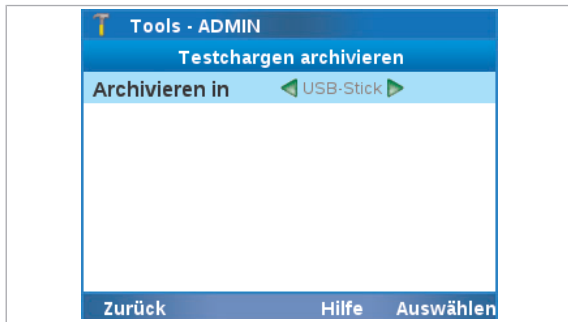 Tools - ADMIN
Testchargen archivieren
Archivieren in USB-Stick
Zurück Hilfe Auswählen